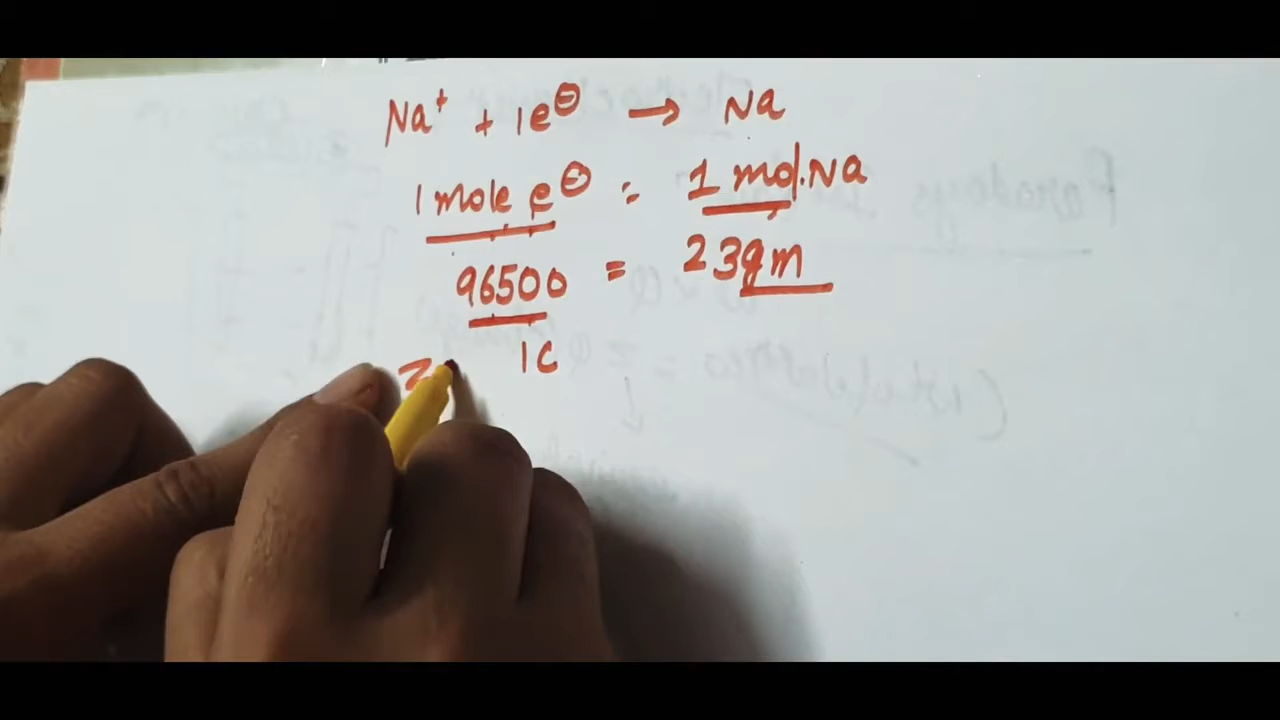 Na⁺ + 1e⊖ → Na
1 mole e⊖ : 1 mol. Na
96500 = 23gm
1C
Z